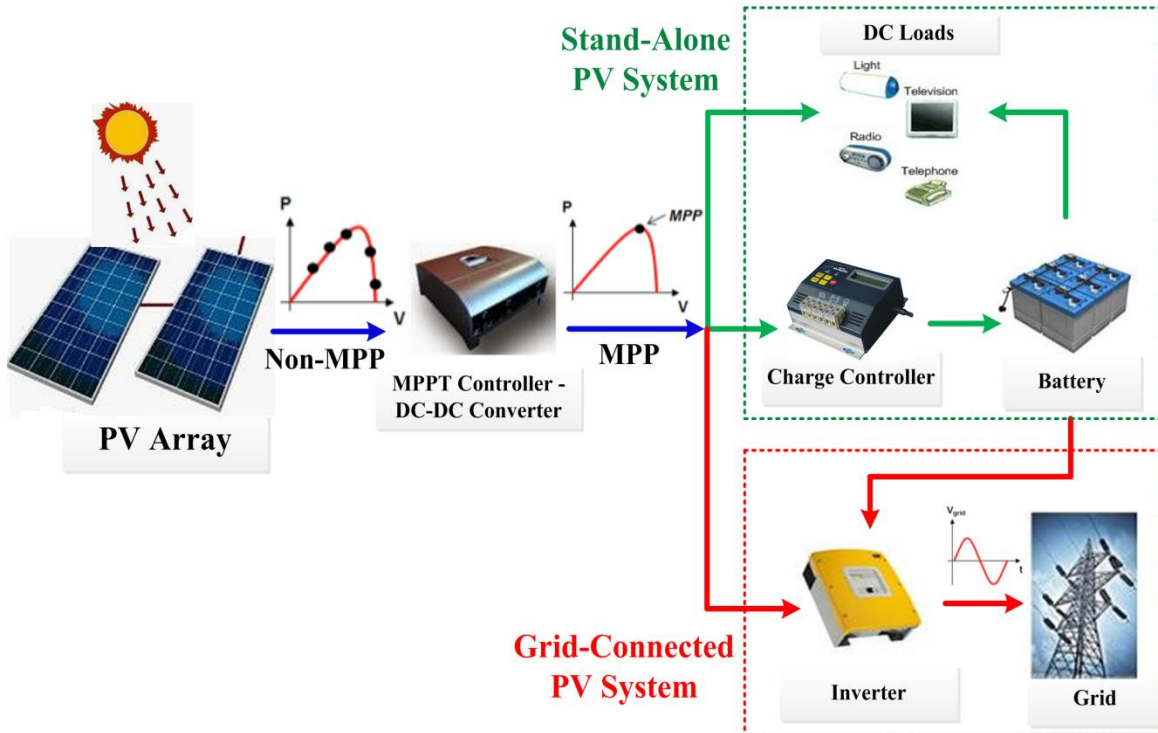 Stand-Alone
PV System
DC Loads
Light
Television
Radio
Telephone
P
V
Non-MPP
MPPT Controller -
DC-DC Converter
P
MPP
V
MPP
PV Array
Charge Controller
Battery
Grid-Connected
PV System
Inverter
Vgrid
t
Grid